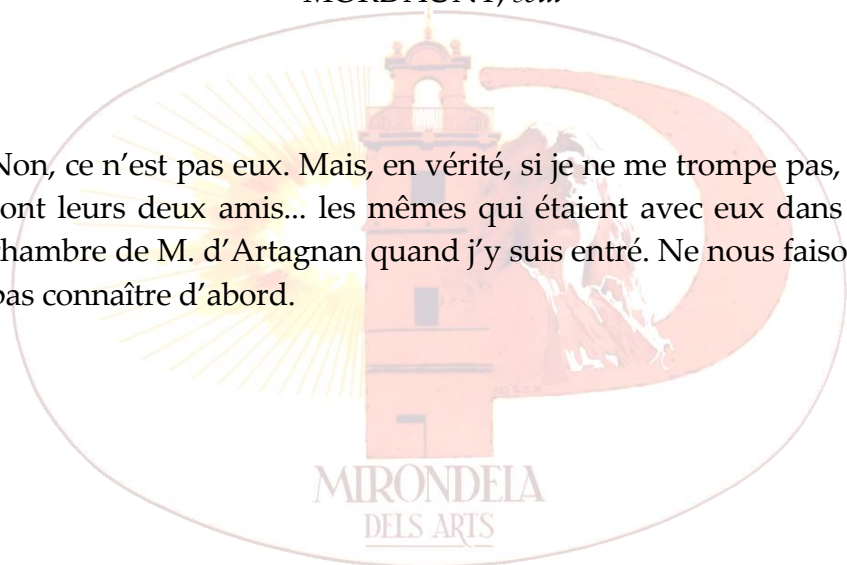 Non, ce n’est pas eux. Mais, en vérité, si je ne me trompe pas,
ont leurs deux amis... les mêmes qui étaient avec eux dans
chambre de M. d’Artagnan quand j’y suis entré. Ne nous faiso
pas connaître d’abord.
MIRONDELA
DELS ARTS